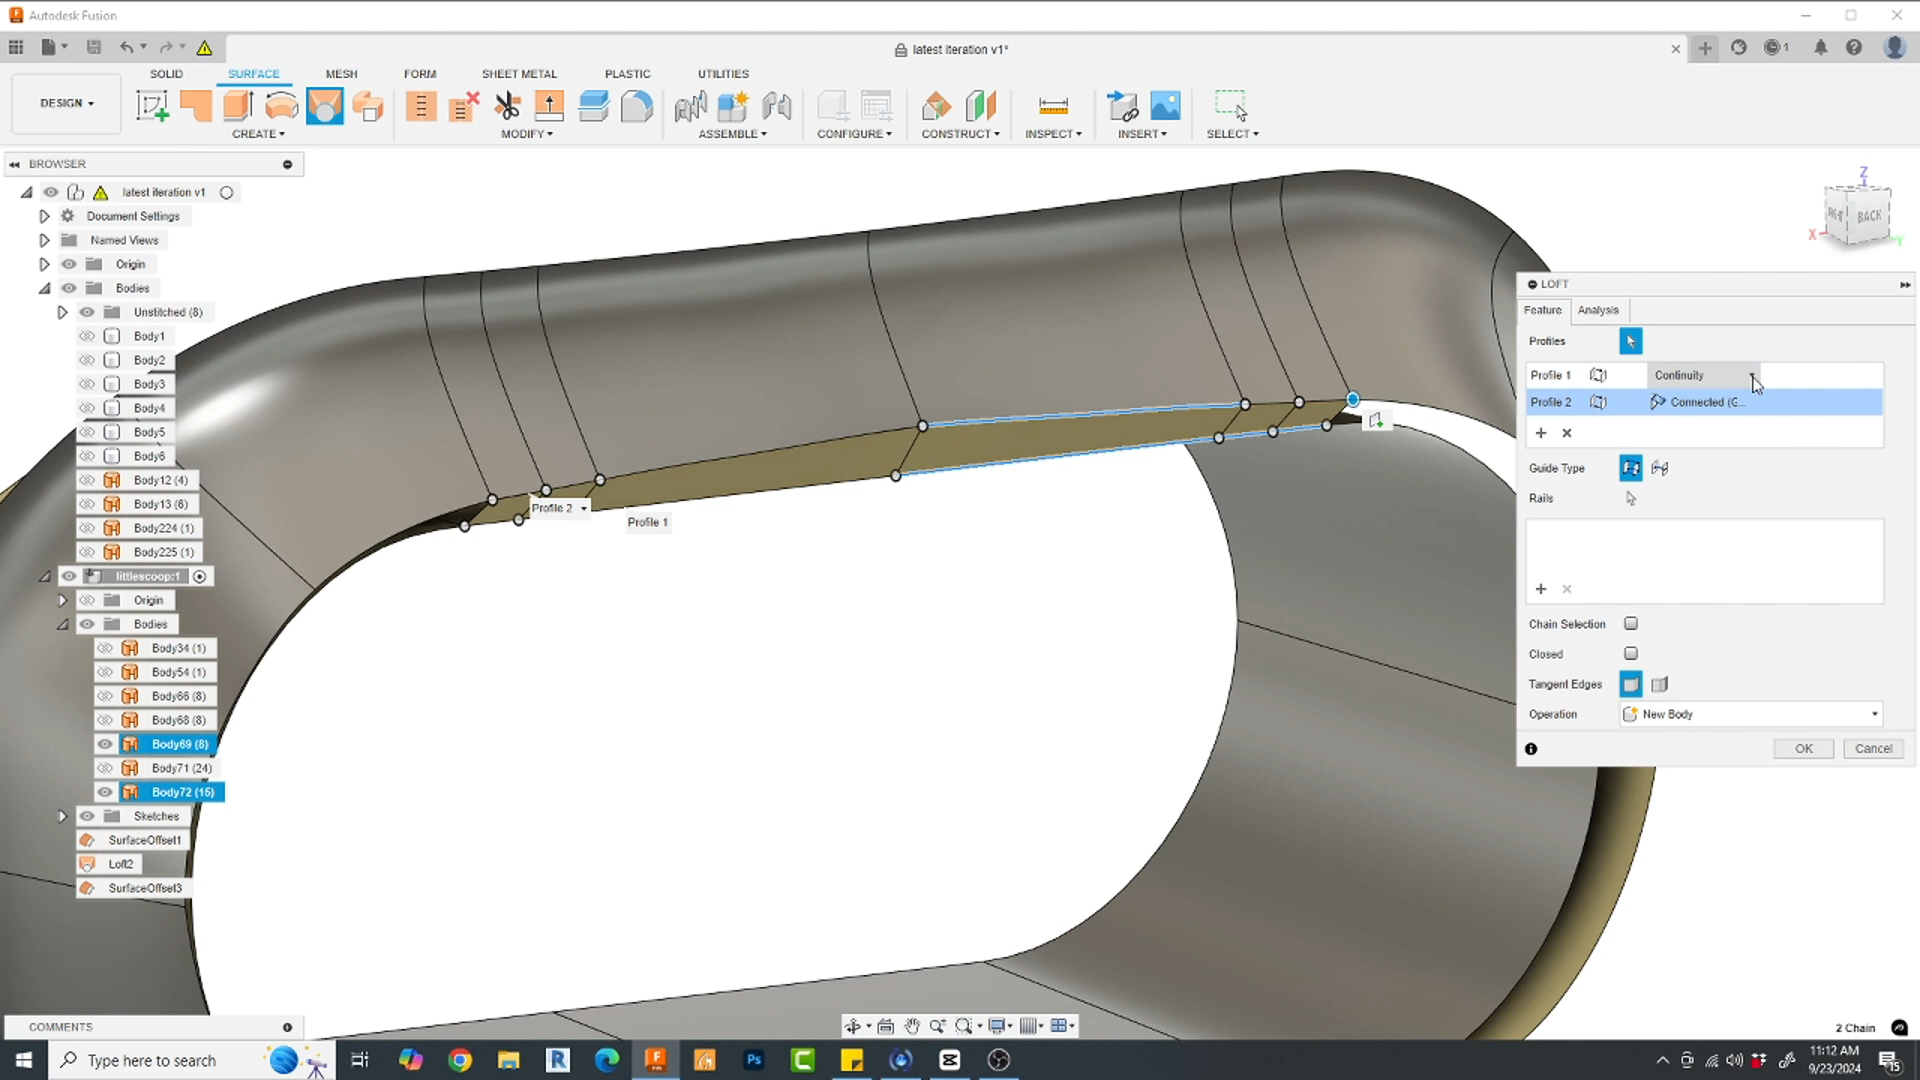 Autodesk Fusion
latest iteration v1*
1
DESIGN
SOLID
SURFACE
MESH
FORM
SHEET METAL
PLASTIC
UTILITIES
CREATE
MODIFY
ASSEMBLE
CONFIGURE
CONSTRUCT
INSPECT
INSERT
SELECT
BROWSER
latest iteration v1
Document Settings
Named Views
Origin
Bodies
Unstitched (8)
Body1
Body2
Body3
Body4
Body5
Body6
Body12 (4)
Body13 (6)
Body224 (1)
Body225 (1)
littlescoop:1
Origin
Bodies
Body34 (1)
Body54 (1)
Body66 (8)
Body68 (8)
Body69 (8)
Body71 (24)
Body72 (15)
Sketches
SurfaceOffset1
Loft2
SurfaceOffset3
Profile 2
Profile 1
Z
BACK
X
Y
LOFT
Feature
Analysis
Profiles
Profile 1
Continuity
Profile 2
Connected (G...
Guide Type
Rails
Chain Selection
Closed
Tangent Edges
Operation
New Body
OK
Cancel
COMMENTS
2 Chain
Type here to search
11:12 AM
9/23/2024
15